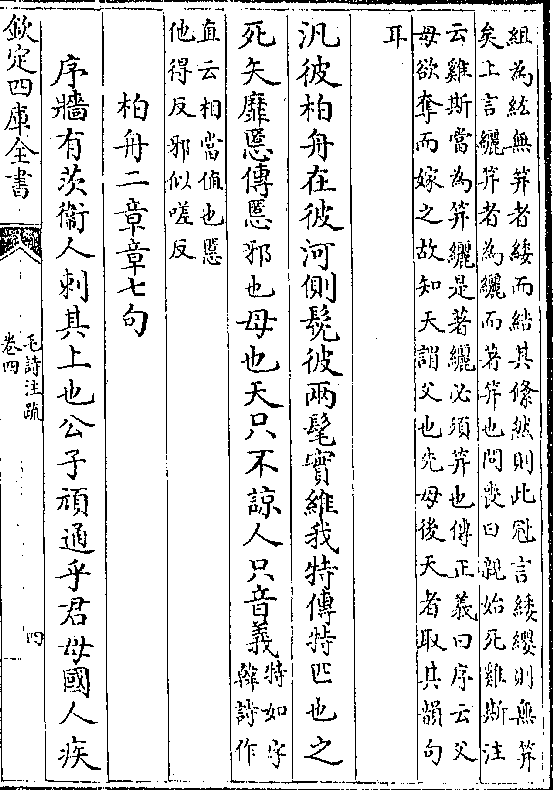 組為紘無笄者纓而結其絛然則此冠言緌纓則無笄
矣上言纚笄者為纚而著笄也問喪曰親始死雞斯注
云雞斯當為笄纚是著纚必須笄也傳正義曰序云父
母欲奪而嫁之故知天謂父也先母後天者取其韻句
耳
汎彼柏舟在彼河側髧彼兩髦實維我特傳特匹也之
死矢靡慝傳慝邪也母也天只不諒人只音義特如字
韓詩作
直云相當值也慝
他得反邪似嗟反
柏舟二章章七句
序牆有茨衞人刺其上也公子頑通乎君母國人疾
欽定四庫全書
毛詩注疏
卷四
四